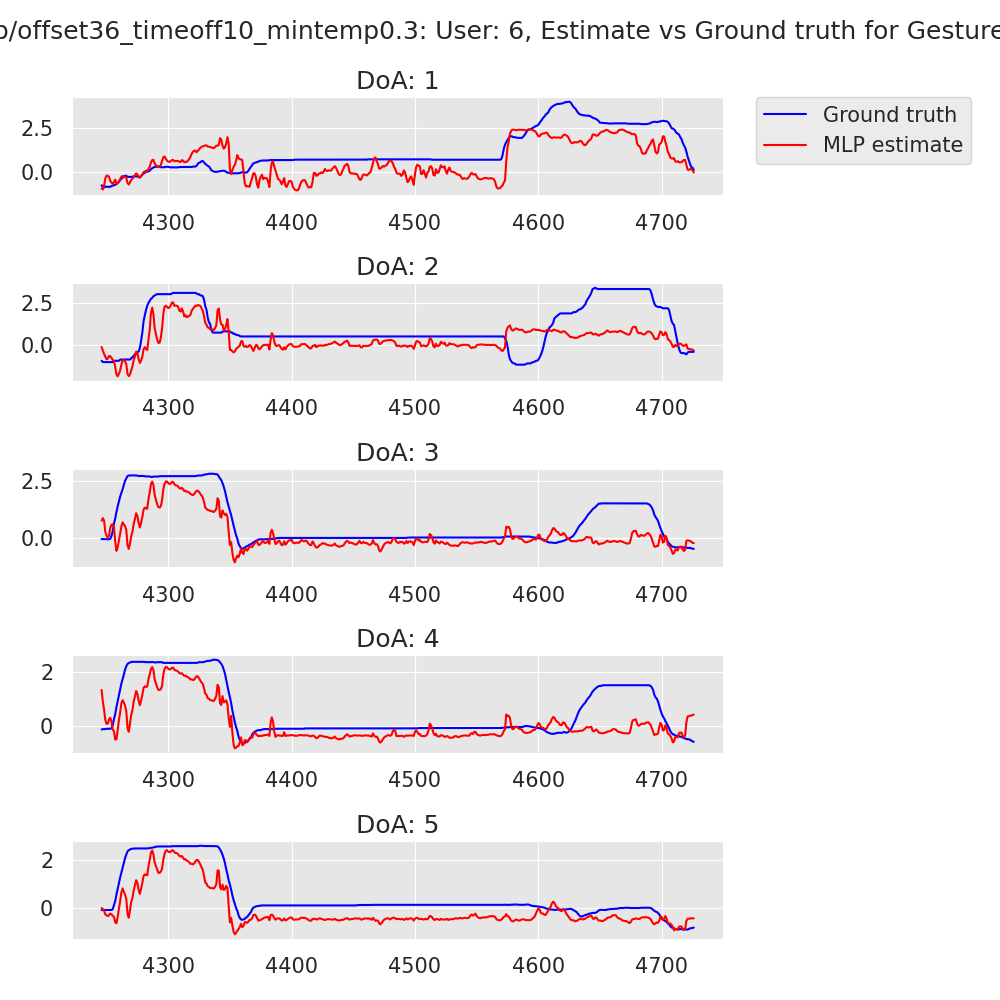 offset36_timeoff10_mintemp0.3: User: 6, Estimate vs Ground truth for Gesture
DoA: 1
Ground truth
MLP estimate
2.5
0.0
4300 4400 4500 4600 4700
DoA: 2
2.5
0.0
4300 4400 4500 4600 4700
DoA: 3
2.5
0.0
4300 4400 4500 4600 4700
DoA: 4
2
0
4300 4400 4500 4600 4700
DoA: 5
2
0
4300 4400 4500 4600 4700